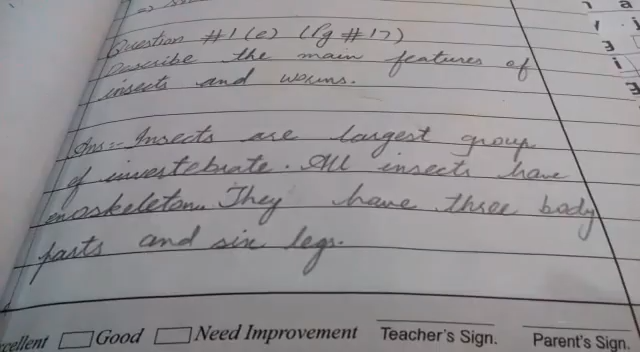 Question #1 (e) (Pg #17)
Describe the main features of
insects and worms.
Ans:- Insects are largest group
of invertebrate. All insects have
exoskeleton. They have three body
parts and six legs.
Good Need Improvement Teacher's Sign. Parent's Sign.